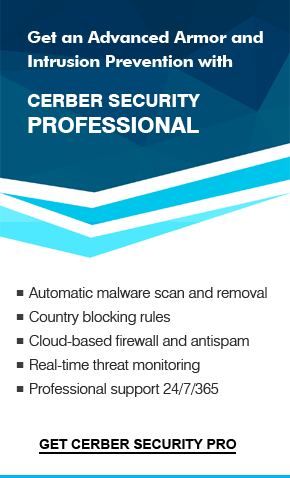 Get an Advanced Armor and
Intrusion Prevention with
CERBER SECURITY
PROFESSIONAL
▪ Automatic malware scan and removal
▪ Country blocking rules
▪ Cloud-based firewall and antispam
▪ Real-time threat monitoring
▪ Professional support 24/7/365
GET CERBER SECURITY PRO